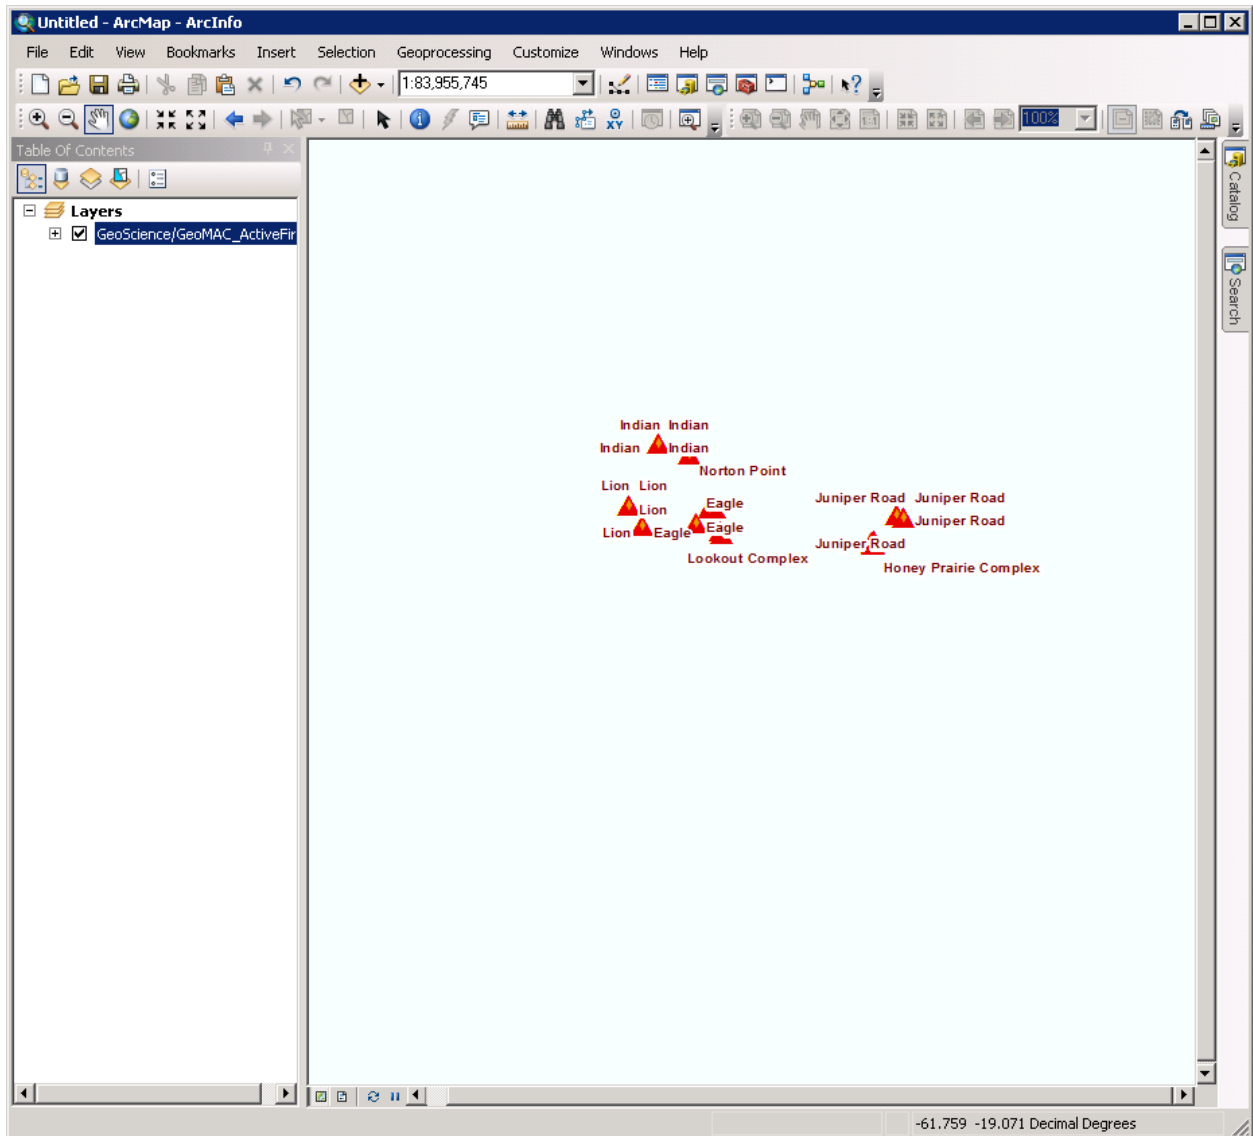 Untitled - ArcMap - ArcInfo
File Edit View Bookmarks Insert Selection Geoprocessing Customize Windows Help
1:83,955,745
100%
Table Of Contents
Layers
GeoScience/GeoMAC_ActiveFir
Indian Indian
Indian Indian
Norton Point
Lion Lion
Lion
Lion
Eagle
Eagle
Eagle
Lookout Complex
Juniper Road Juniper Road
Juniper Road
Juniper Road
Honey Prairie Complex
Catalog
Search
-61.759 -19.071 Decimal Degrees